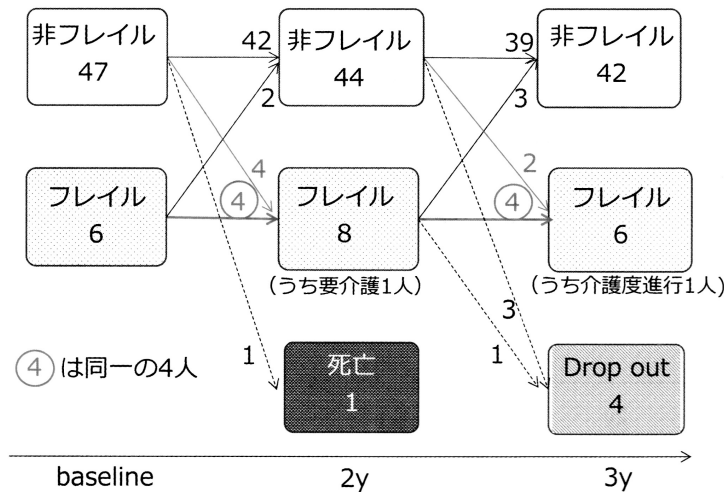 非フレイル
47
42
非フレイル
44
39
非フレイル
42
2
3
4
2
フレイル
6
4
フレイル
8
4
フレイル
6
(うち要介護1人)
(うち介護度進行1人)
3
4 は同一の4人
1
死亡
1
1
Drop out
4
baseline
2y
3y